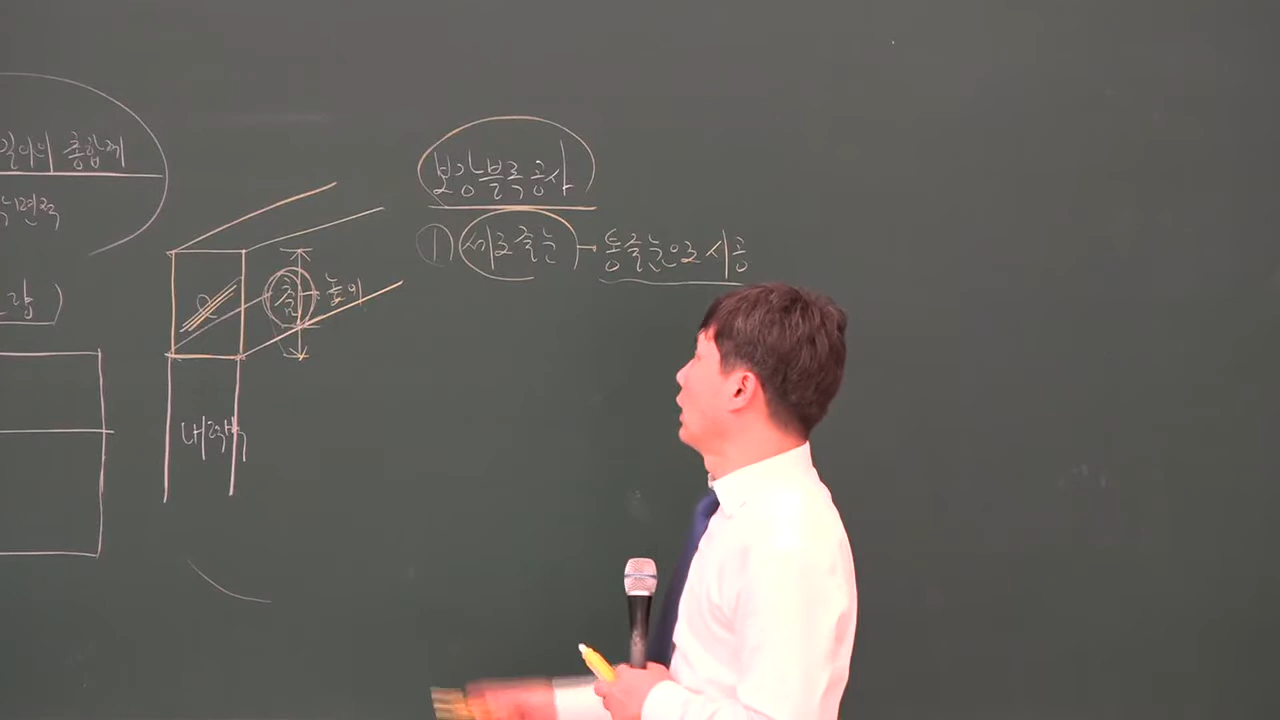 길이의 총합계
보강블록공사
① 세로줄눈 → 통줄눈으로 시공
춤 높이
내력벽